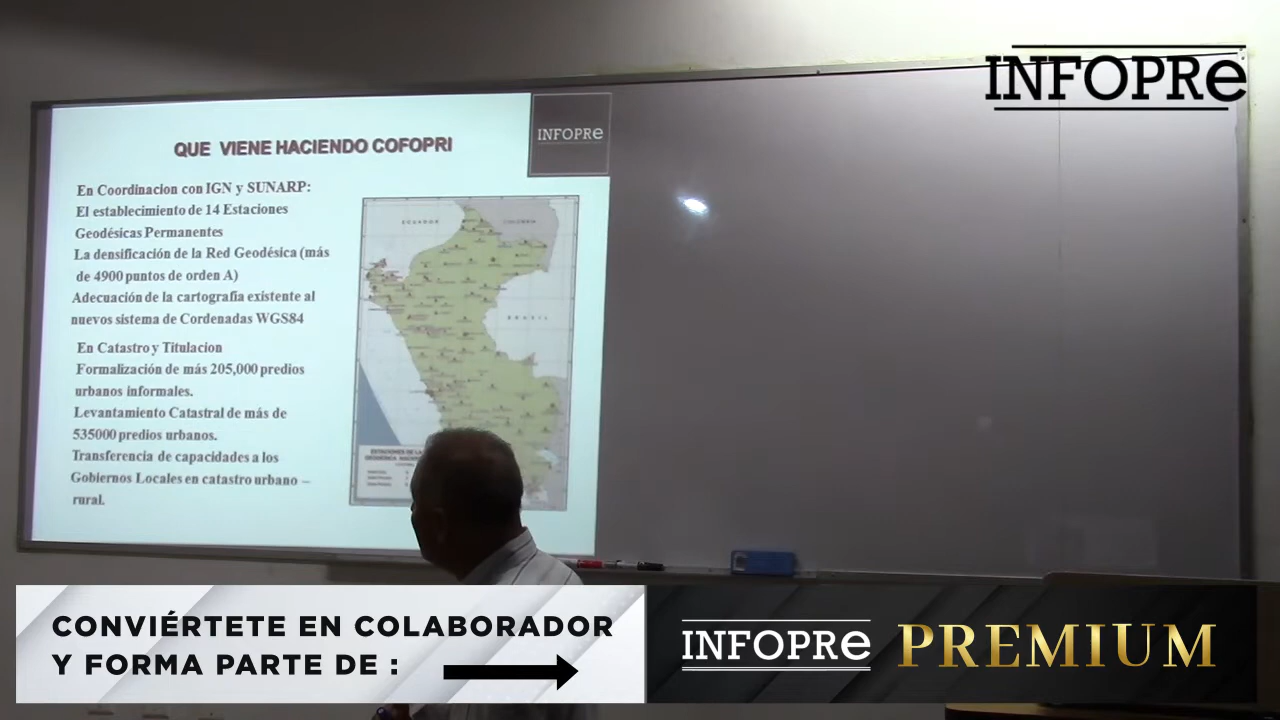 INFOPRe
QUE VIENE HACIENDO COFOPRI
INFOPRe
En Coordinacion con IGN y SUNARP:
El establecimiento de 14 Estaciones
Geodésicas Permanentes
La densificación de la Red Geodésica (más
de 4900 puntos de orden A)
Adecuación de la cartografía existente al
nuevos sistema de Cordenadas WGS84
En Catastro y Titulacion
Formalización de más 205,000 predios
urbanos informales.
Levantamiento Catastral de más de
535000 predios urbanos.
Transferencia de capacidades a los
Gobiernos Locales en catastro urbano –
rural.
ECUADOR
COLOMBIA
BRASIL
ESTACIONES DE LA
CONVIÉRTETE EN COLABORADOR
Y FORMA PARTE DE :
INFOPRe PREMIUM